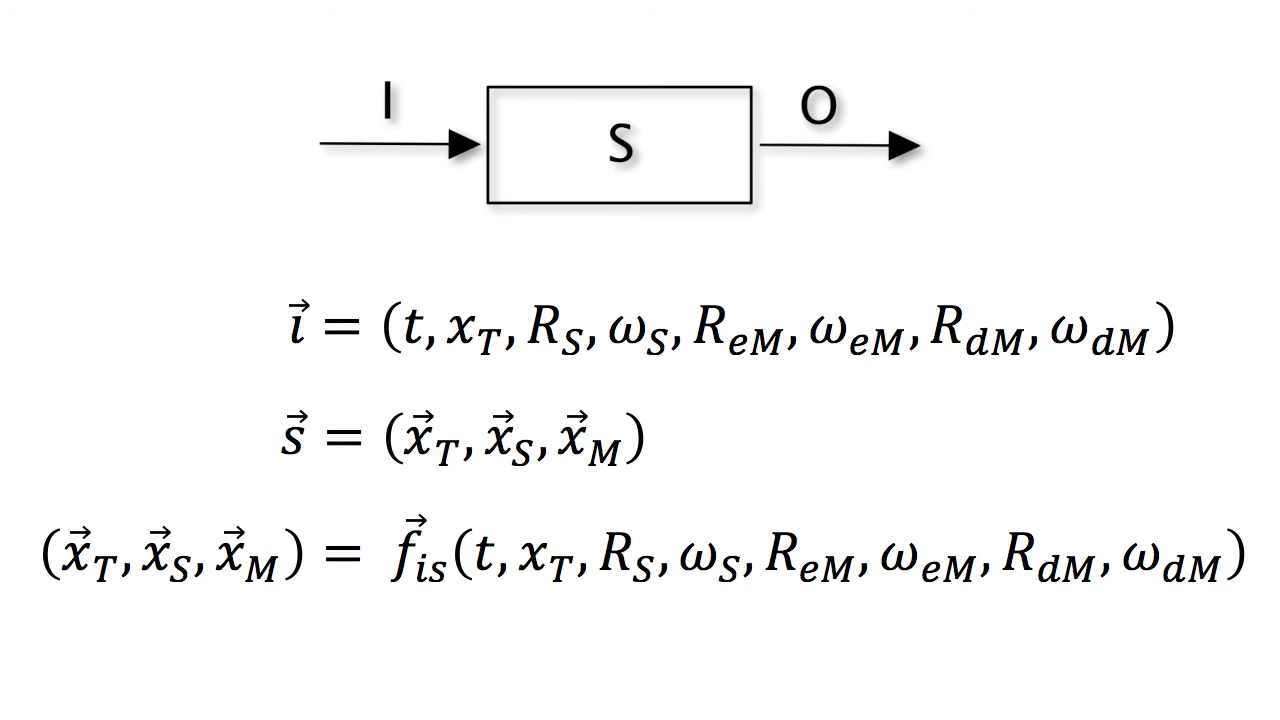 I S O
i⃗ = (t, x_T, R_S, ω_S, R_eM, ω_eM, R_dM, ω_dM)
s⃗ = (x⃗_T, x⃗_S, x⃗_M)
(x⃗_T, x⃗_S, x⃗_M) = f⃗_is(t, x_T, R_S, ω_S, R_eM, ω_eM, R_dM, ω_dM)